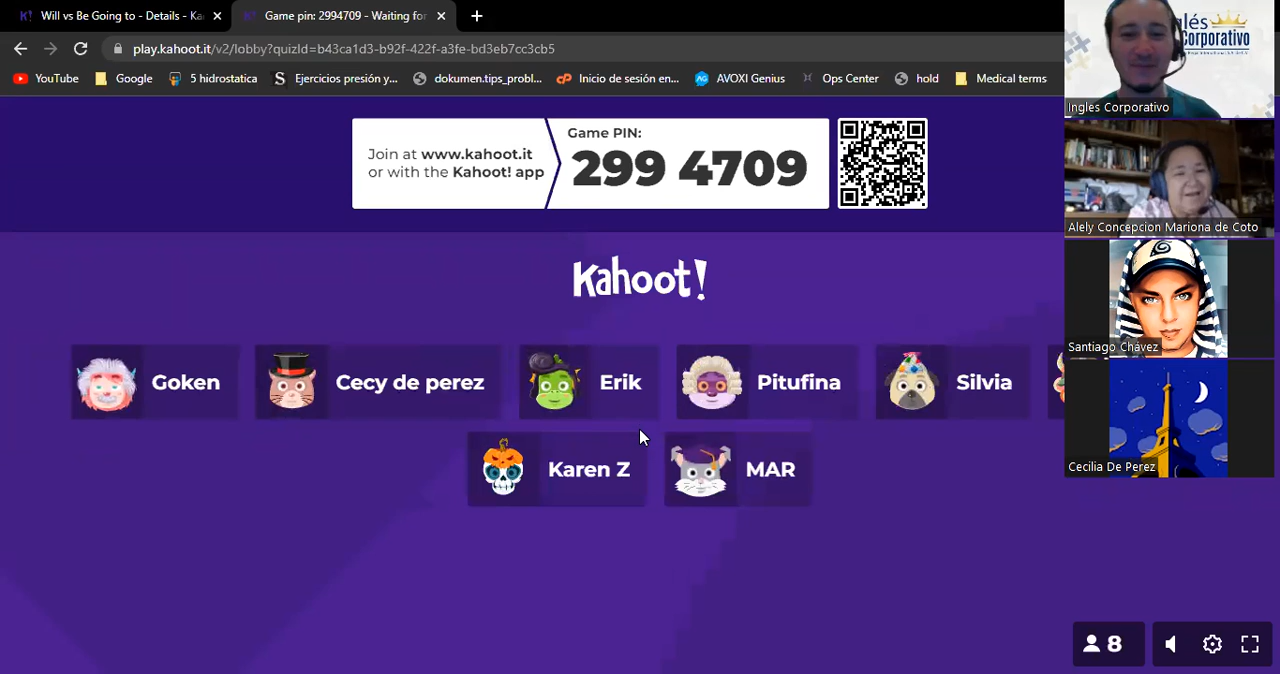 Will vs Be Going to - Details - Ka
Game pin: 2994709 - Waiting for
play.kahoot.it/v2/lobby?quizId=b43ca1d3-b92f-422f-a3fe-bd3eb7cc3cb5
YouTube
Google
5 hidrostatica
Ejercicios presión y...
dokumen.tips_probl...
Inicio de sesión en...
AVOXI Genius
Ops Center
hold
Medical terms
Join at www.kahoot.it
or with the Kahoot! app
Game PIN:
299 4709
Kahoot!
Goken
Cecy de perez
Erik
Pitufina
Silvia
Karen Z
MAR
8
glés
Corporativo
Ingles Corporativo
Alely Concepcion Mariona de Coto
Santiago Chávez
Cecilia De Perez